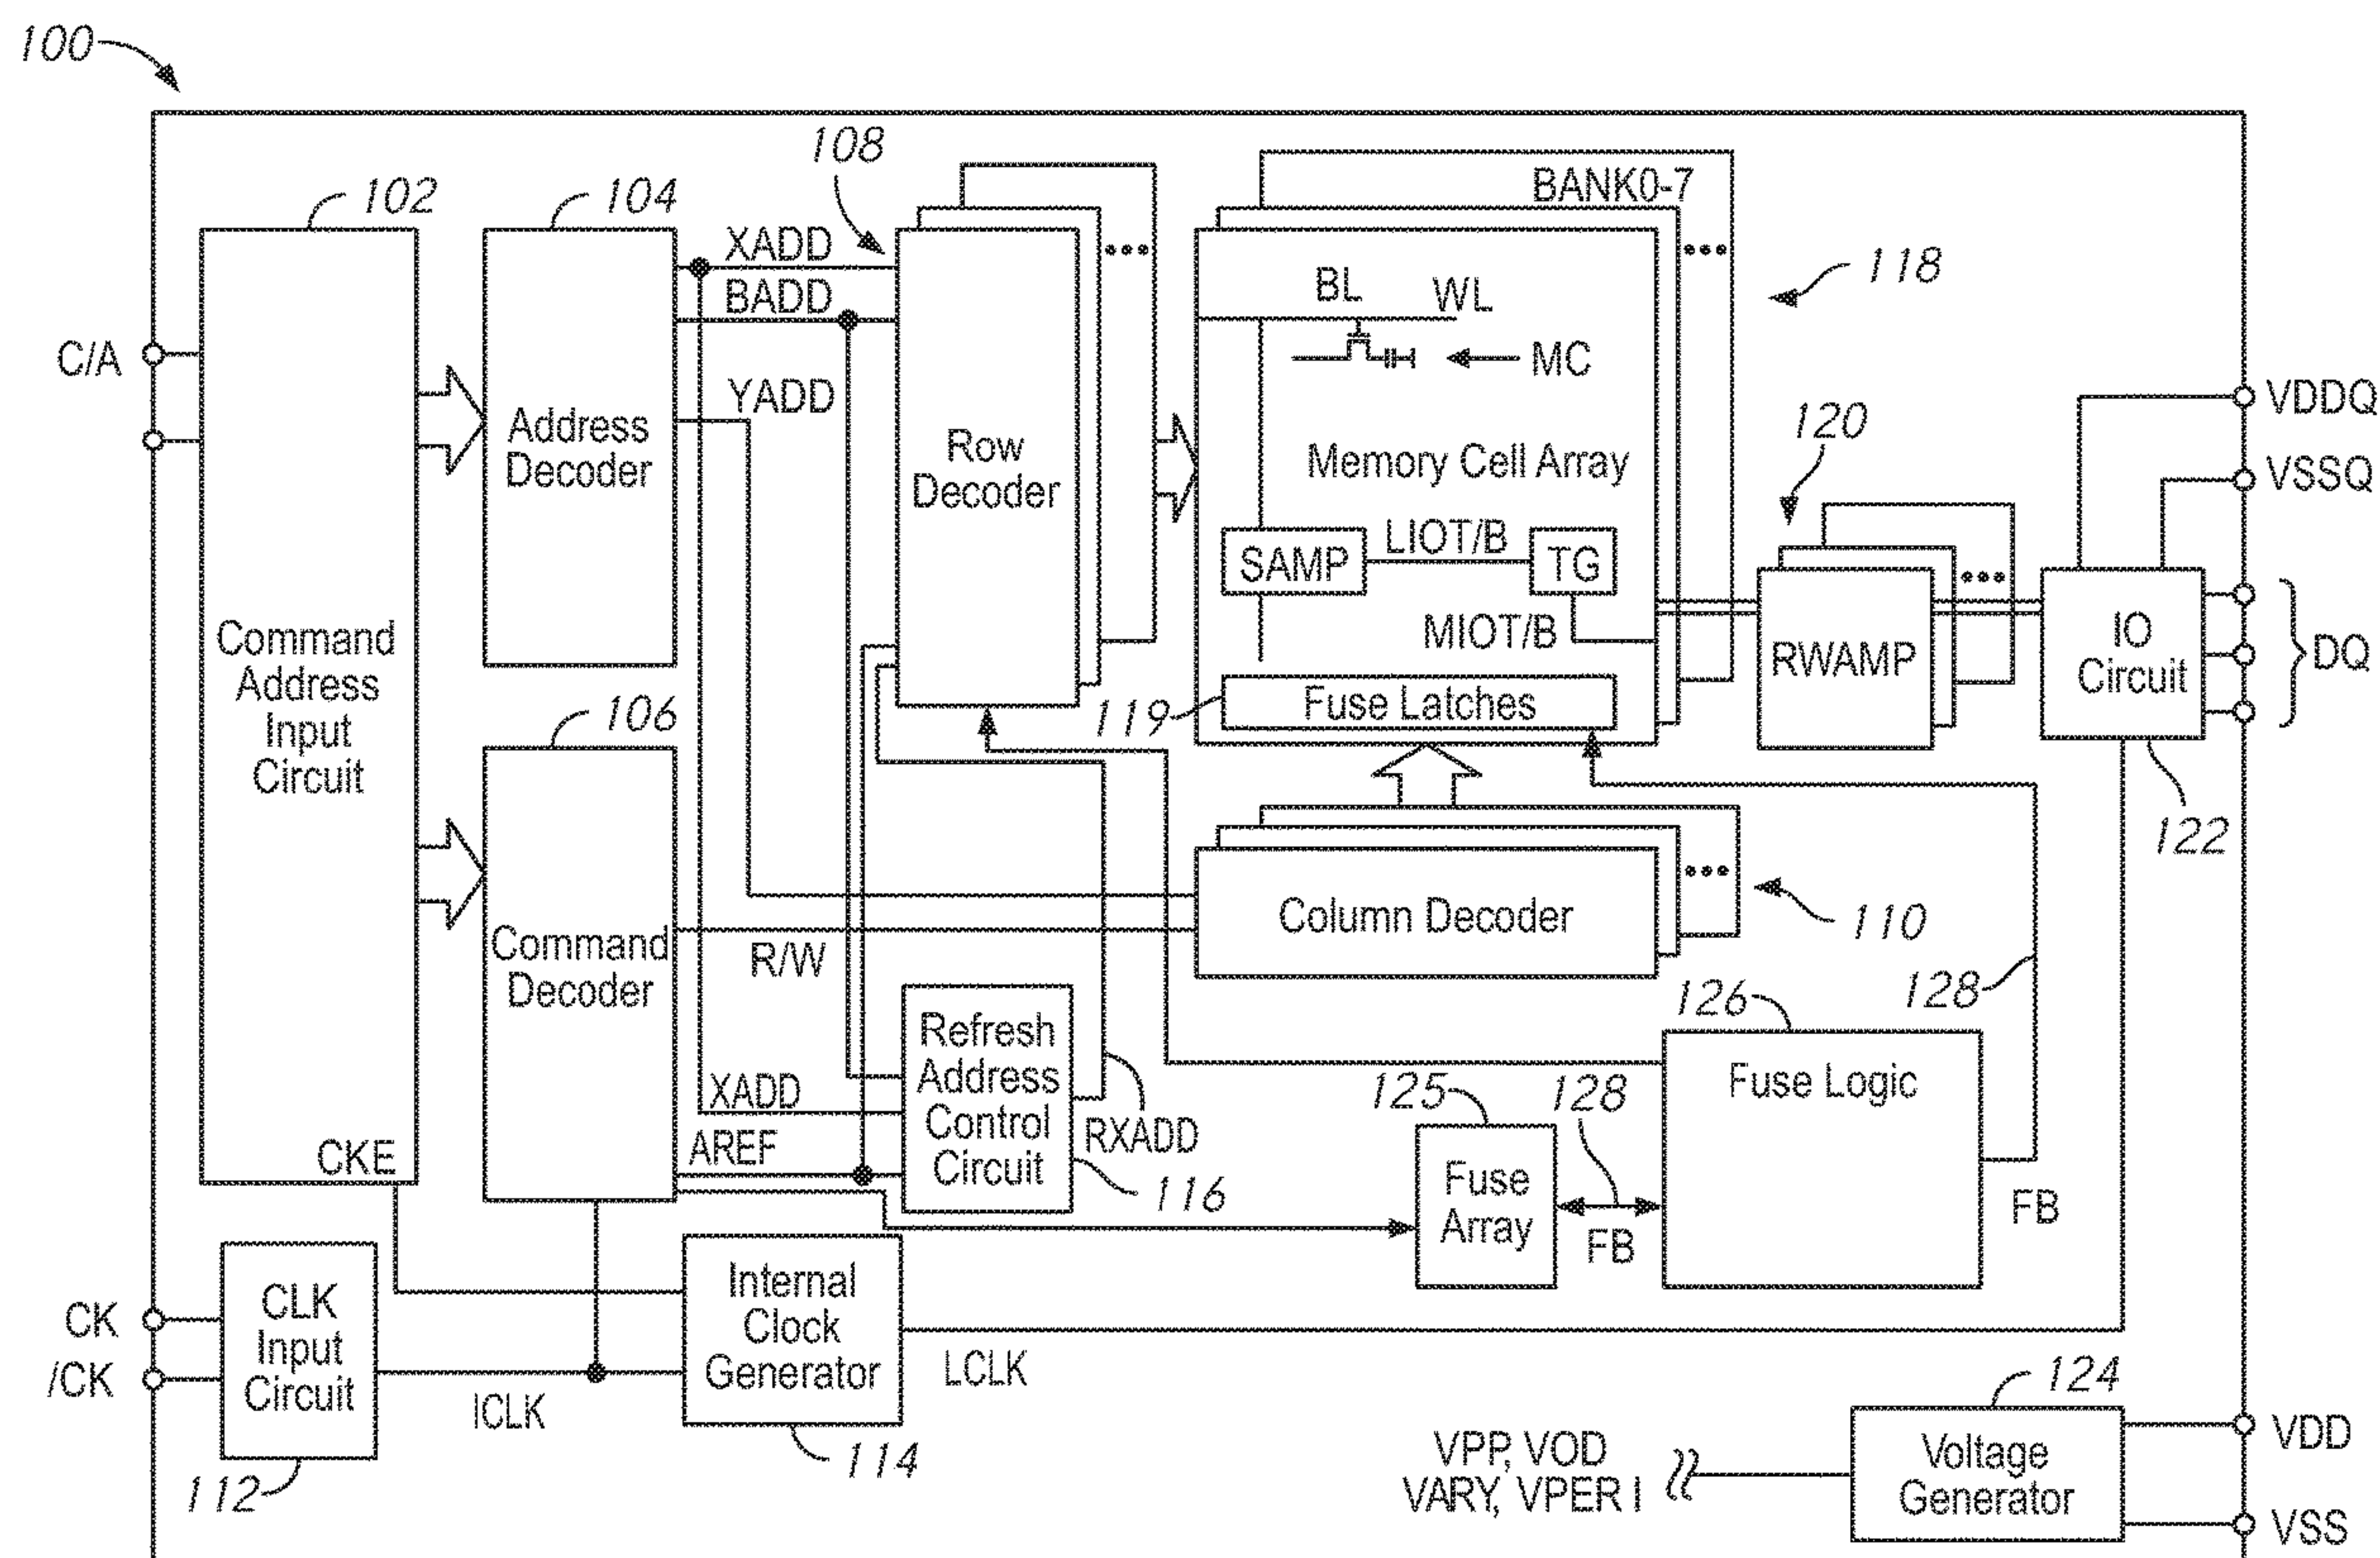 100
108
BANK0-7
102
104
XADD
118
BADD
BL
WL
C/A
MC
YADD
VDDQ
Address
Decoder
Row
Decoder
Memory Cell Array
120
VSSQ
SAMP
LIOT/B
TG
Command
Address
Input
Circuit
MIOT/B
RWAMP
IO
Circuit
DQ
106
119
Fuse Latches
122
Command
Decoder
Column Decoder
110
R/W
128
126
Refresh
Address
Control
Circuit
Fuse Logic
XADD
125
128
RXADD
AREF
CKE
116
Fuse
Array
FB
FB
CK
CLK
Input
Circuit
Internal
Clock
Generator
/CK
LCLK
ICLK
124
112
114
VPP, VOD
VARY, VPER I
Voltage
Generator
VDD
VSS